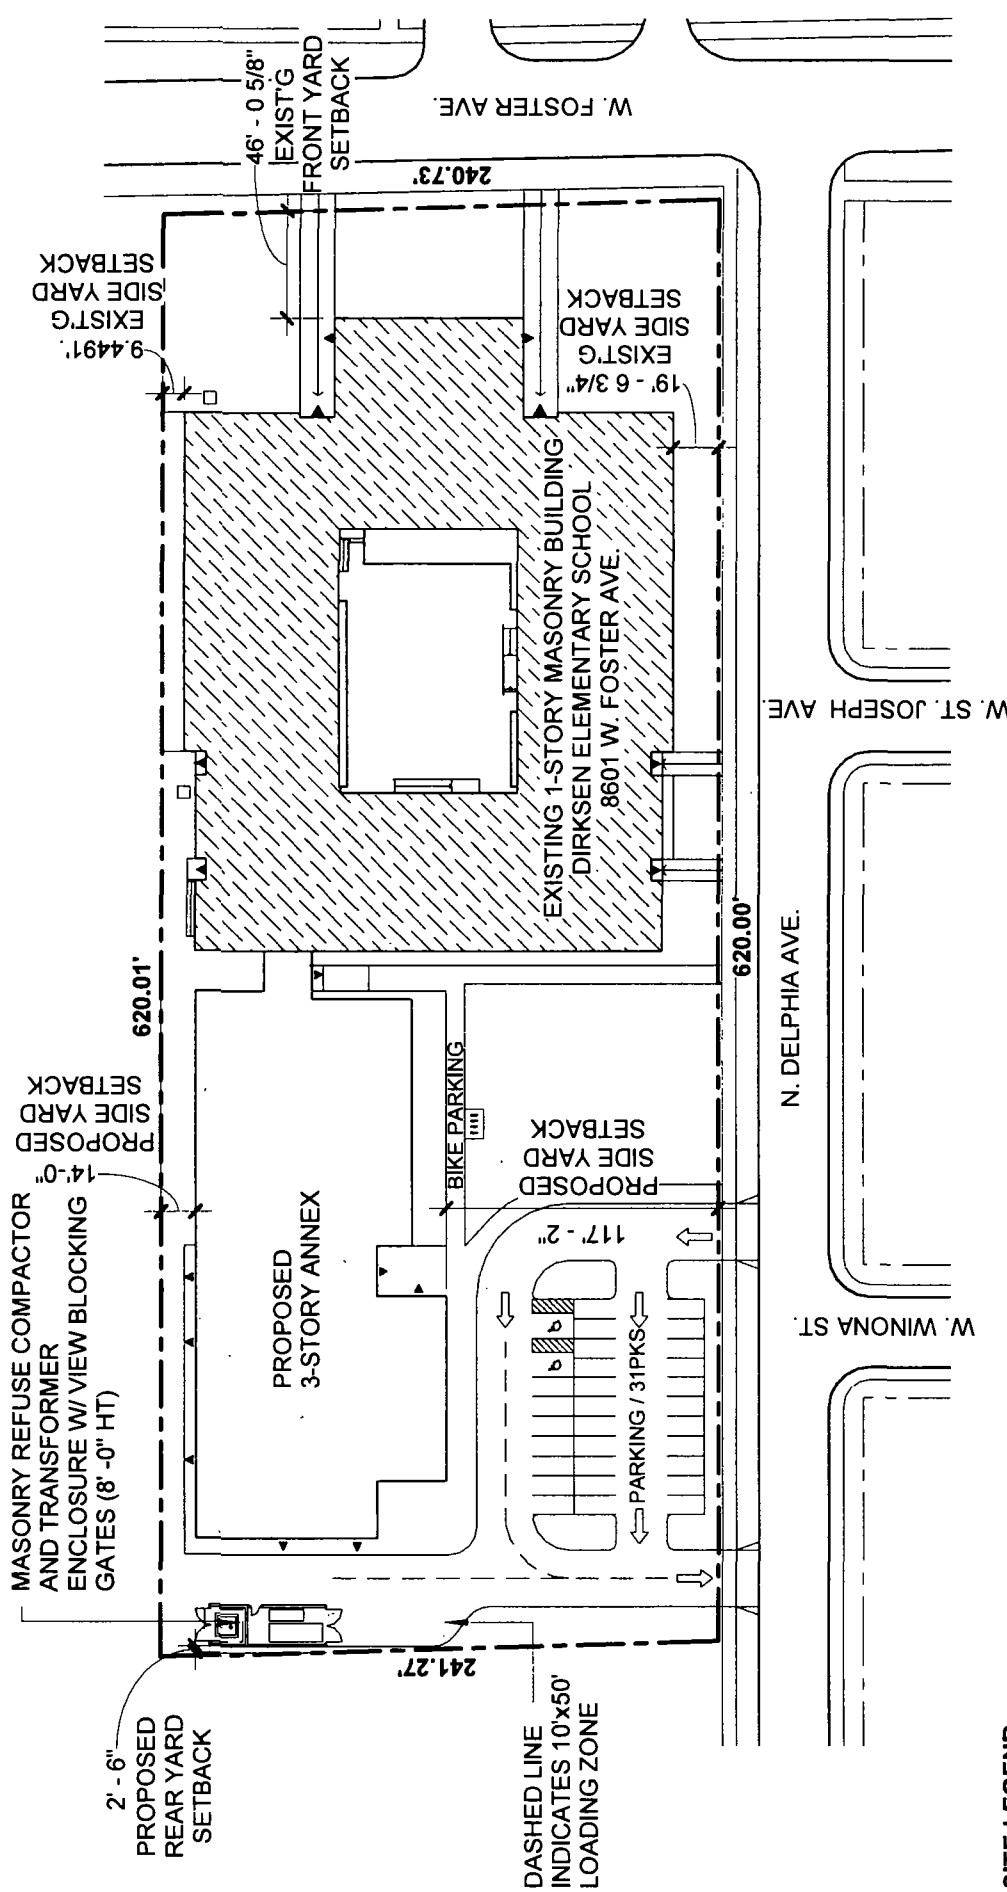 MASONRY REFUSE COMPACTOR
AND TRANSFORMER
ENCLOSURE W/ VIEW BLOCKING
GATES (8' -0" HT)
2' - 6"
PROPOSED
REAR YARD
SETBACK
14'-0"
PROPOSED
SIDE YARD
SETBACK
620.01'
9.4491'
EXIST'G
SIDE YARD
SETBACK
46' - 0 5/8"
EXIST'G
FRONT YARD
SETBACK
240.73'
W. FOSTER AVE.
PROPOSED
3-STORY ANNEX
EXISTING 1-STORY MASONRY BUILDING
DIRKSEN ELEMENTARY SCHOOL
8601 W. FOSTER AVE.
19' - 6 3/4"
EXIST'G
SIDE YARD
SETBACK
BIKE PARKING
117' - 2"
PROPOSED
SIDE YARD
SETBACK
PARKING / 31PKS
241.27'
DASHED LINE
INDICATES 10'x50'
LOADING ZONE
620.00'
N. DELPHIA AVE.
W. WINONA ST.
W. ST. JOSEPH AVE.
SITE LEGEND